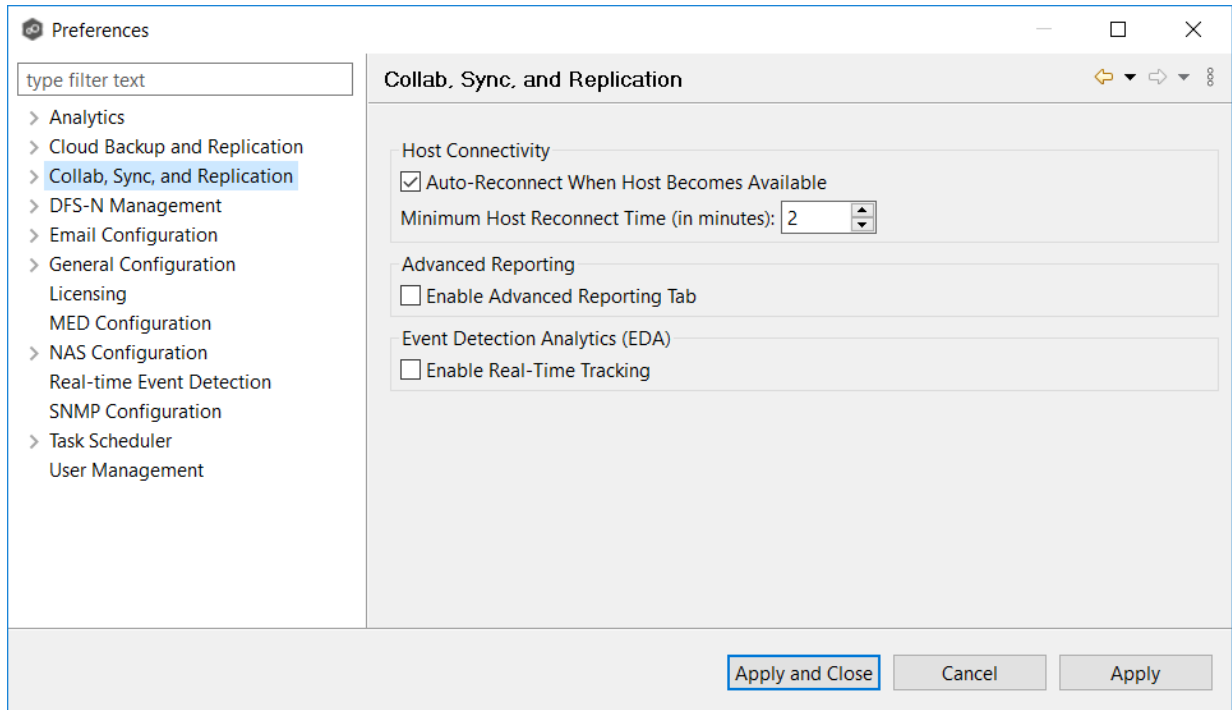 Preferences
type filter text
Analytics
Cloud Backup and Replication
Collab, Sync, and Replication
DFS-N Management
Email Configuration
General Configuration
Licensing
MED Configuration
NAS Configuration
Real-time Event Detection
SNMP Configuration
Task Scheduler
User Management
Collab, Sync, and Replication
Host Connectivity
Auto-Reconnect When Host Becomes Available
Minimum Host Reconnect Time (in minutes): 2
Advanced Reporting
Enable Advanced Reporting Tab
Event Detection Analytics (EDA)
Enable Real-Time Tracking
Apply and Close Cancel Apply